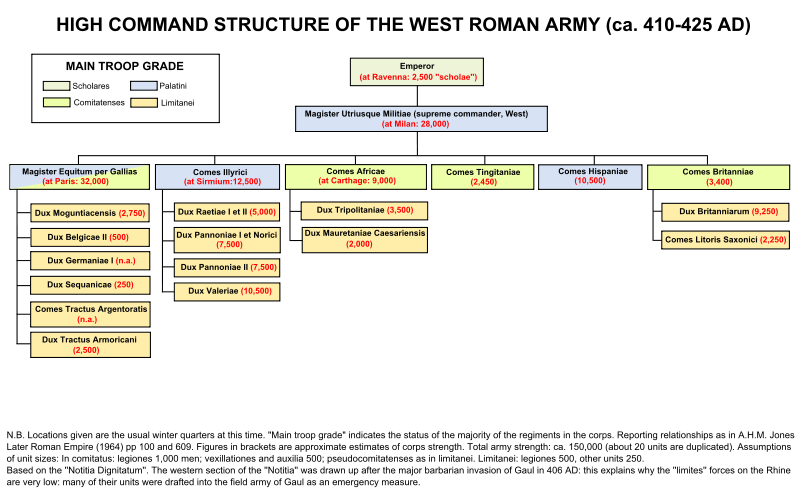 HIGH COMMAND STRUCTURE OF THE WEST ROMAN ARMY (ca. 410-425 AD)
MAIN TROOP GRADE
Scholares
Palatini
Comitatenses
Limitanei
Emperor
(at Ravenna: 2,500 "scholae")
Magister Utriusque Militiae (supreme commander, West)
(at Milan: 28,000)
Magister Equitum per Gallias
(at Paris: 32,000)
Dux Moguntiacensis (2,750)
Dux Belgicae II (500)
Dux Germaniae I (n.a.)
Dux Sequanicae (250)
Comes Tractus Argentoratis
(n.a.)
Dux Tractus Armoricani
(2,500)
Comes Illyrici
(at Sirmium:12,500)
Dux Raetiae I et II (5,000)
Dux Pannoniae I et Norici
(7,500)
Dux Pannoniae II (7,500)
Dux Valeriae (10,500)
Comes Africae
(at Carthage: 9,000)
Dux Tripolitaniae (3,500)
Dux Mauretaniae Caesariensis
(2,000)
Comes Tingitaniae
(2,450)
Comes Hispaniae
(10,500)
Comes Britanniae
(3,400)
Dux Britanniarum (9,250)
Comes Litoris Saxonici (2,250)
N.B. Locations given are the usual winter quarters at this time. "Main troop grade" indicates the status of the majority of the regiments in the corps. Reporting relationships as in A.H.M. Jones
Later Roman Empire (1964) pp 100 and 609. Figures in brackets are approximate estimates of corps strength. Total army strength: ca. 150,000 (about 20 units are duplicated). Assumptions
of unit sizes: In comitatus: legiones 1,000 men; vexillationes and auxilia 500; pseudocomitatenses as in limitanei. Limitanei: legiones 500, other units 250.
Based on the "Notitia Dignitatum". The western section of the "Notitia" was drawn up after the major barbarian invasion of Gaul in 406 AD: this explains why the "limites" forces on the Rhine
are very low: many of their units were drafted into the field army of Gaul as an emergency measure.